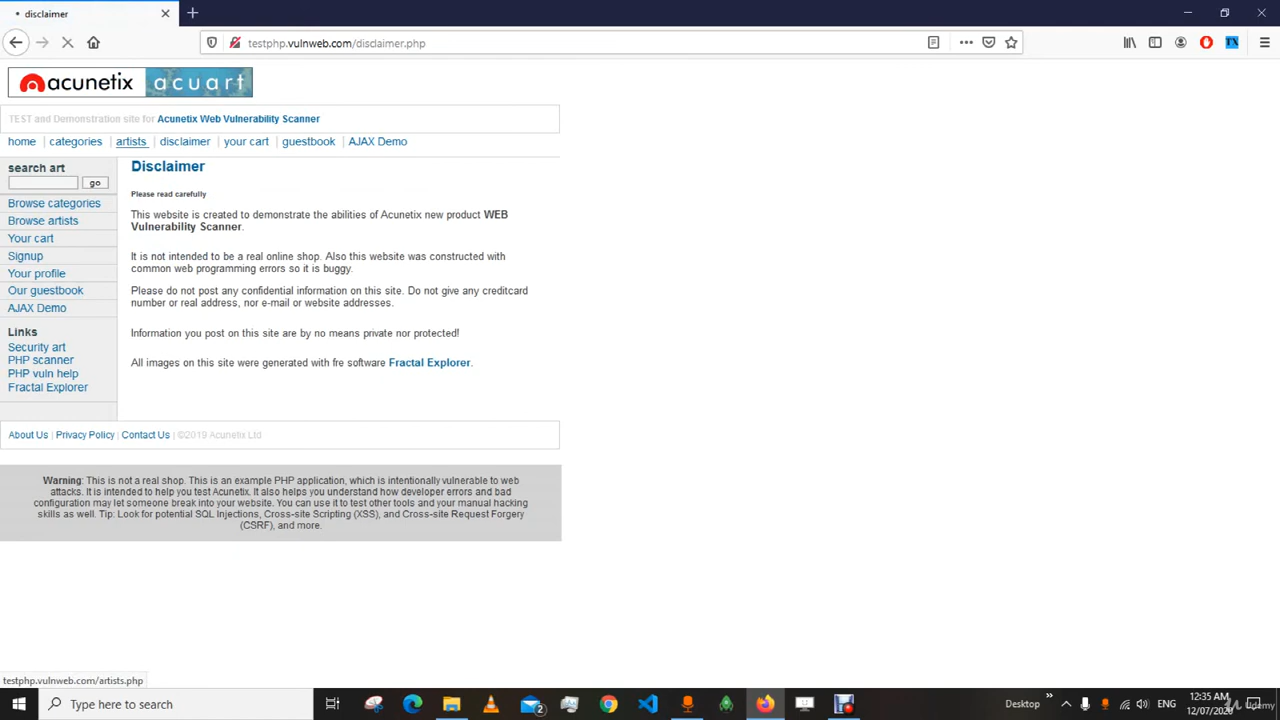 disclaimer
testphp.vulnweb.com/disclaimer.php
acunetix acuart
TEST and Demonstration site for Acunetix Web Vulnerability Scanner
home | categories | artists | disclaimer | your cart | guestbook | AJAX Demo
search art
go
Browse categories
Browse artists
Your cart
Signup
Your profile
Our guestbook
AJAX Demo
Links
Security art
PHP scanner
PHP vuln help
Fractal Explorer
Disclaimer
Please read carefully
This website is created to demonstrate the abilities of Acunetix new product WEB
Vulnerability Scanner.
It is not intended to be a real online shop. Also this website was constructed with
common web programming errors so it is buggy.
Please do not post any confidential information on this site. Do not give any creditcard
number or real address, nor e-mail or website addresses.
Information you post on this site are by no means private nor protected!
All images on this site were generated with fre software Fractal Explorer.
About Us | Privacy Policy | Contact Us | ©2019 Acunetix Ltd
Warning: This is not a real shop. This is an example PHP application, which is intentionally vulnerable to web
attacks. It is intended to help you test Acunetix. It also helps you understand how developer errors and bad
configuration may let someone break into your website. You can use it to test other tools and your manual hacking
skills as well. Tip: Look for potential SQL Injections, Cross-site Scripting (XSS), and Cross-site Request Forgery
(CSRF), and more.
testphp.vulnweb.com/artists.php
Type here to search
2
Desktop
ENG
12:35 AM
Udemy